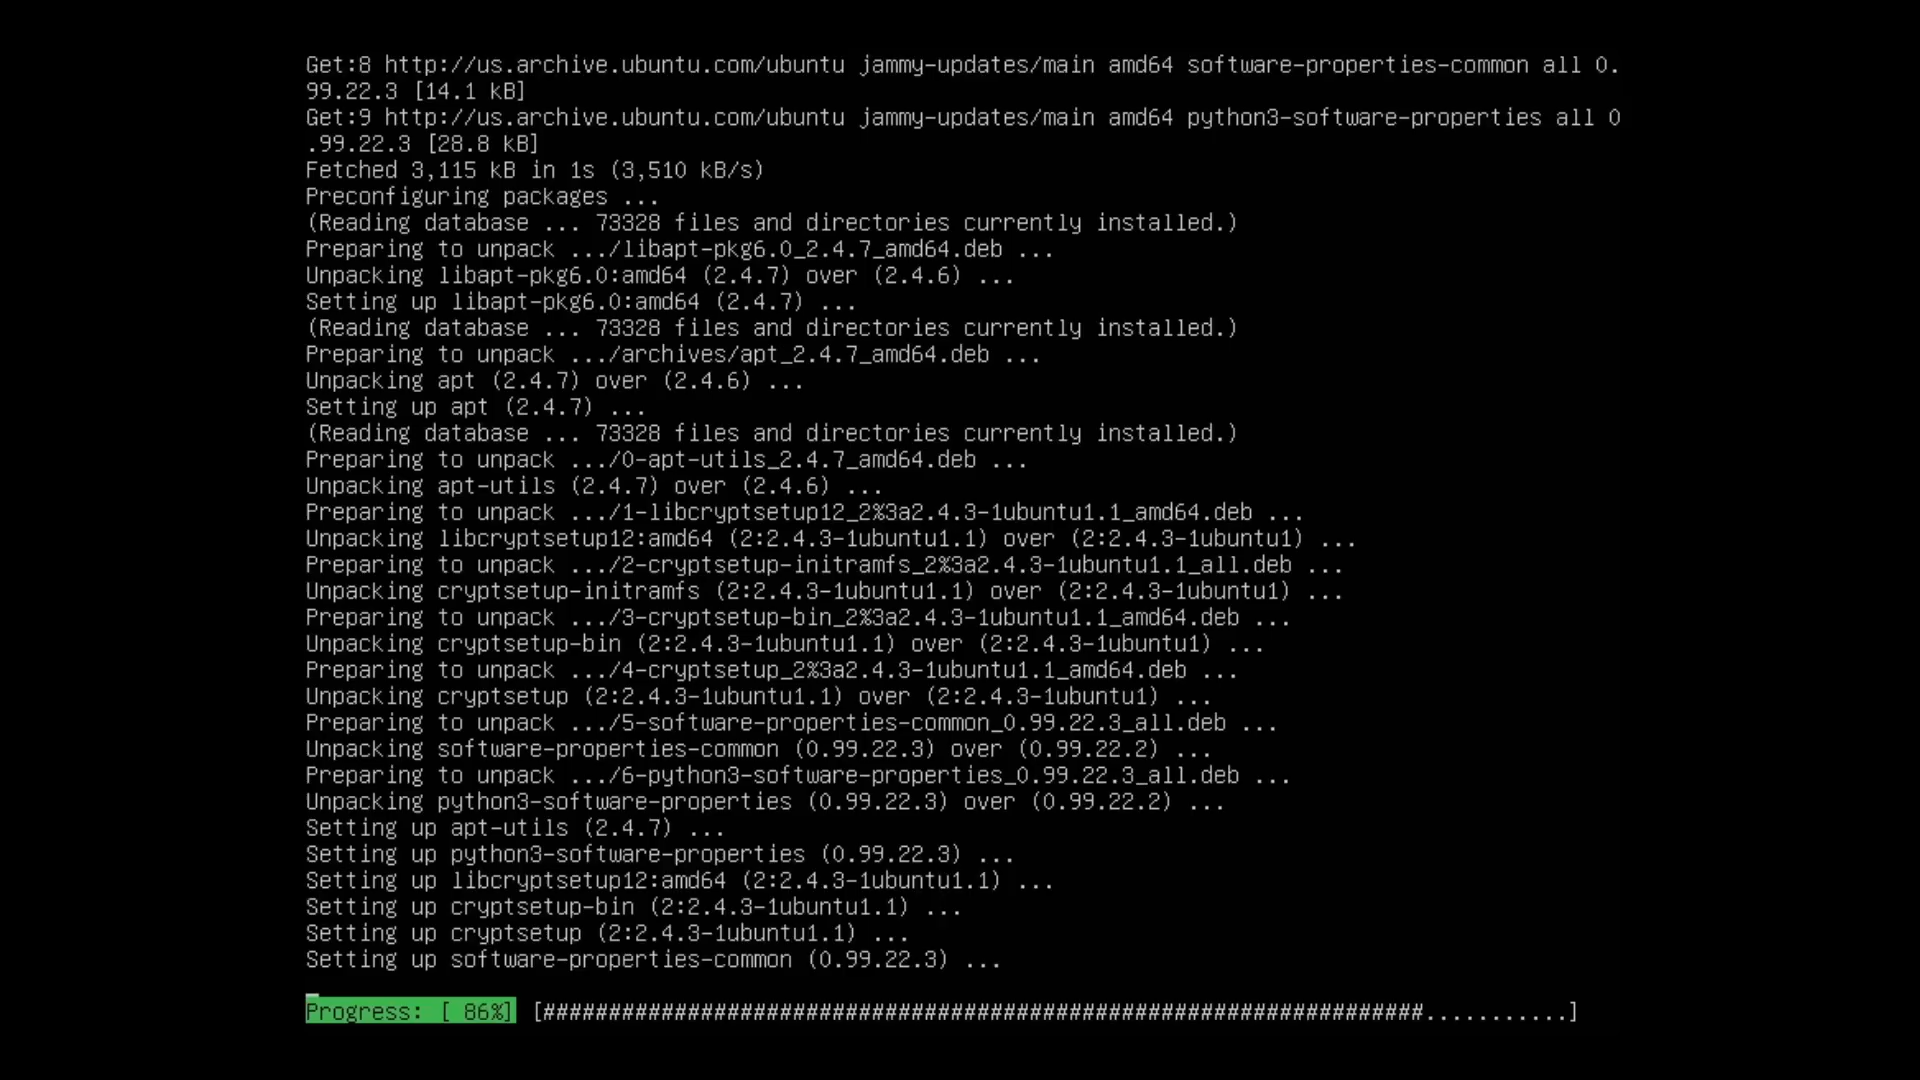 Get:8 http://us.archive.ubuntu.com/ubuntu jammy-updates/main amd64 software-properties-common all 0.
99.22.3 [14.1 kB]
Get:9 http://us.archive.ubuntu.com/ubuntu jammy-updates/main amd64 python3-software-properties all 0
.99.22.3 [28.8 kB]
Fetched 3,115 kB in 1s (3,510 kB/s)
Preconfiguring packages ...
(Reading database ... 73328 files and directories currently installed.)
Preparing to unpack .../libapt-pkg6.0_2.4.7_amd64.deb ...
Unpacking libapt-pkg6.0:amd64 (2.4.7) over (2.4.6) ...
Setting up libapt-pkg6.0:amd64 (2.4.7) ...
(Reading database ... 73328 files and directories currently installed.)
Preparing to unpack .../archives/apt_2.4.7_amd64.deb ...
Unpacking apt (2.4.7) over (2.4.6) ...
Setting up apt (2.4.7) ...
(Reading database ... 73328 files and directories currently installed.)
Preparing to unpack .../0-apt-utils_2.4.7_amd64.deb ...
Unpacking apt-utils (2.4.7) over (2.4.6) ...
Preparing to unpack .../1-libcryptsetup12_2%3a2.4.3-1ubuntu1.1_amd64.deb ...
Unpacking libcryptsetup12:amd64 (2:2.4.3-1ubuntu1.1) over (2:2.4.3-1ubuntu1) ...
Preparing to unpack .../2-cryptsetup-initramfs_2%3a2.4.3-1ubuntu1.1_all.deb ...
Unpacking cryptsetup-initramfs (2:2.4.3-1ubuntu1.1) over (2:2.4.3-1ubuntu1) ...
Preparing to unpack .../3-cryptsetup-bin_2%3a2.4.3-1ubuntu1.1_amd64.deb ...
Unpacking cryptsetup-bin (2:2.4.3-1ubuntu1.1) over (2:2.4.3-1ubuntu1) ...
Preparing to unpack .../4-cryptsetup_2%3a2.4.3-1ubuntu1.1_amd64.deb ...
Unpacking cryptsetup (2:2.4.3-1ubuntu1.1) over (2:2.4.3-1ubuntu1) ...
Preparing to unpack .../5-software-properties-common_0.99.22.3_all.deb ...
Unpacking software-properties-common (0.99.22.3) over (0.99.22.2) ...
Preparing to unpack .../6-python3-software-properties_0.99.22.3_all.deb ...
Unpacking python3-software-properties (0.99.22.3) over (0.99.22.2) ...
Setting up apt-utils (2.4.7) ...
Setting up python3-software-properties (0.99.22.3) ...
Setting up libcryptsetup12:amd64 (2:2.4.3-1ubuntu1.1) ...
Setting up cryptsetup-bin (2:2.4.3-1ubuntu1.1) ...
Setting up cryptsetup (2:2.4.3-1ubuntu1.1) ...
Setting up software-properties-common (0.99.22.3) ...
Progress: [ 86%] [###################################################################...........]